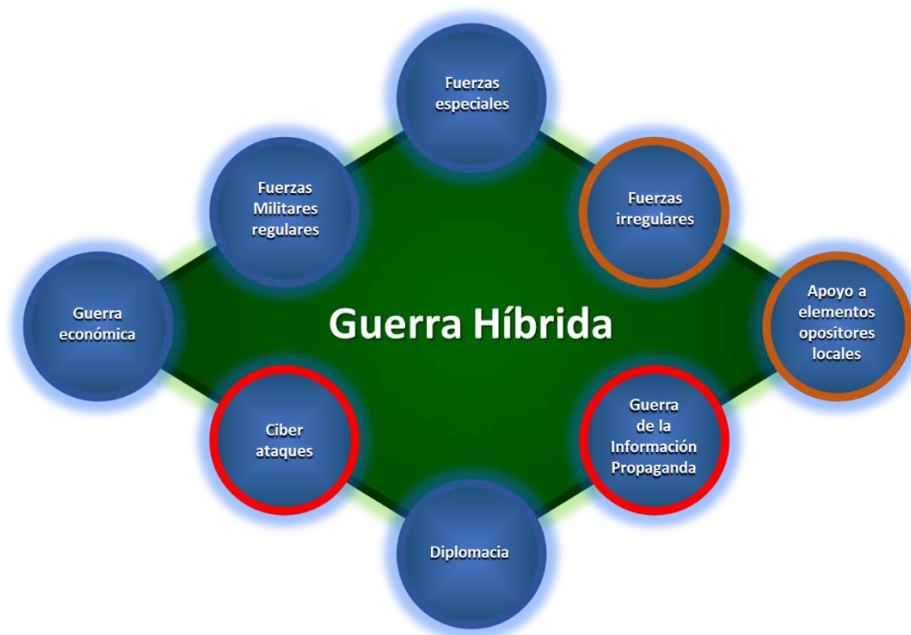 Fuerzas
especiales
Fuerzas
Militares
regulares
Fuerzas
irregulares
Guerra
económica
Guerra Híbrida
Apoyo a
elementos
opositores
locales
Ciber
ataques
Guerra
de la
Información
Propaganda
Diplomacia